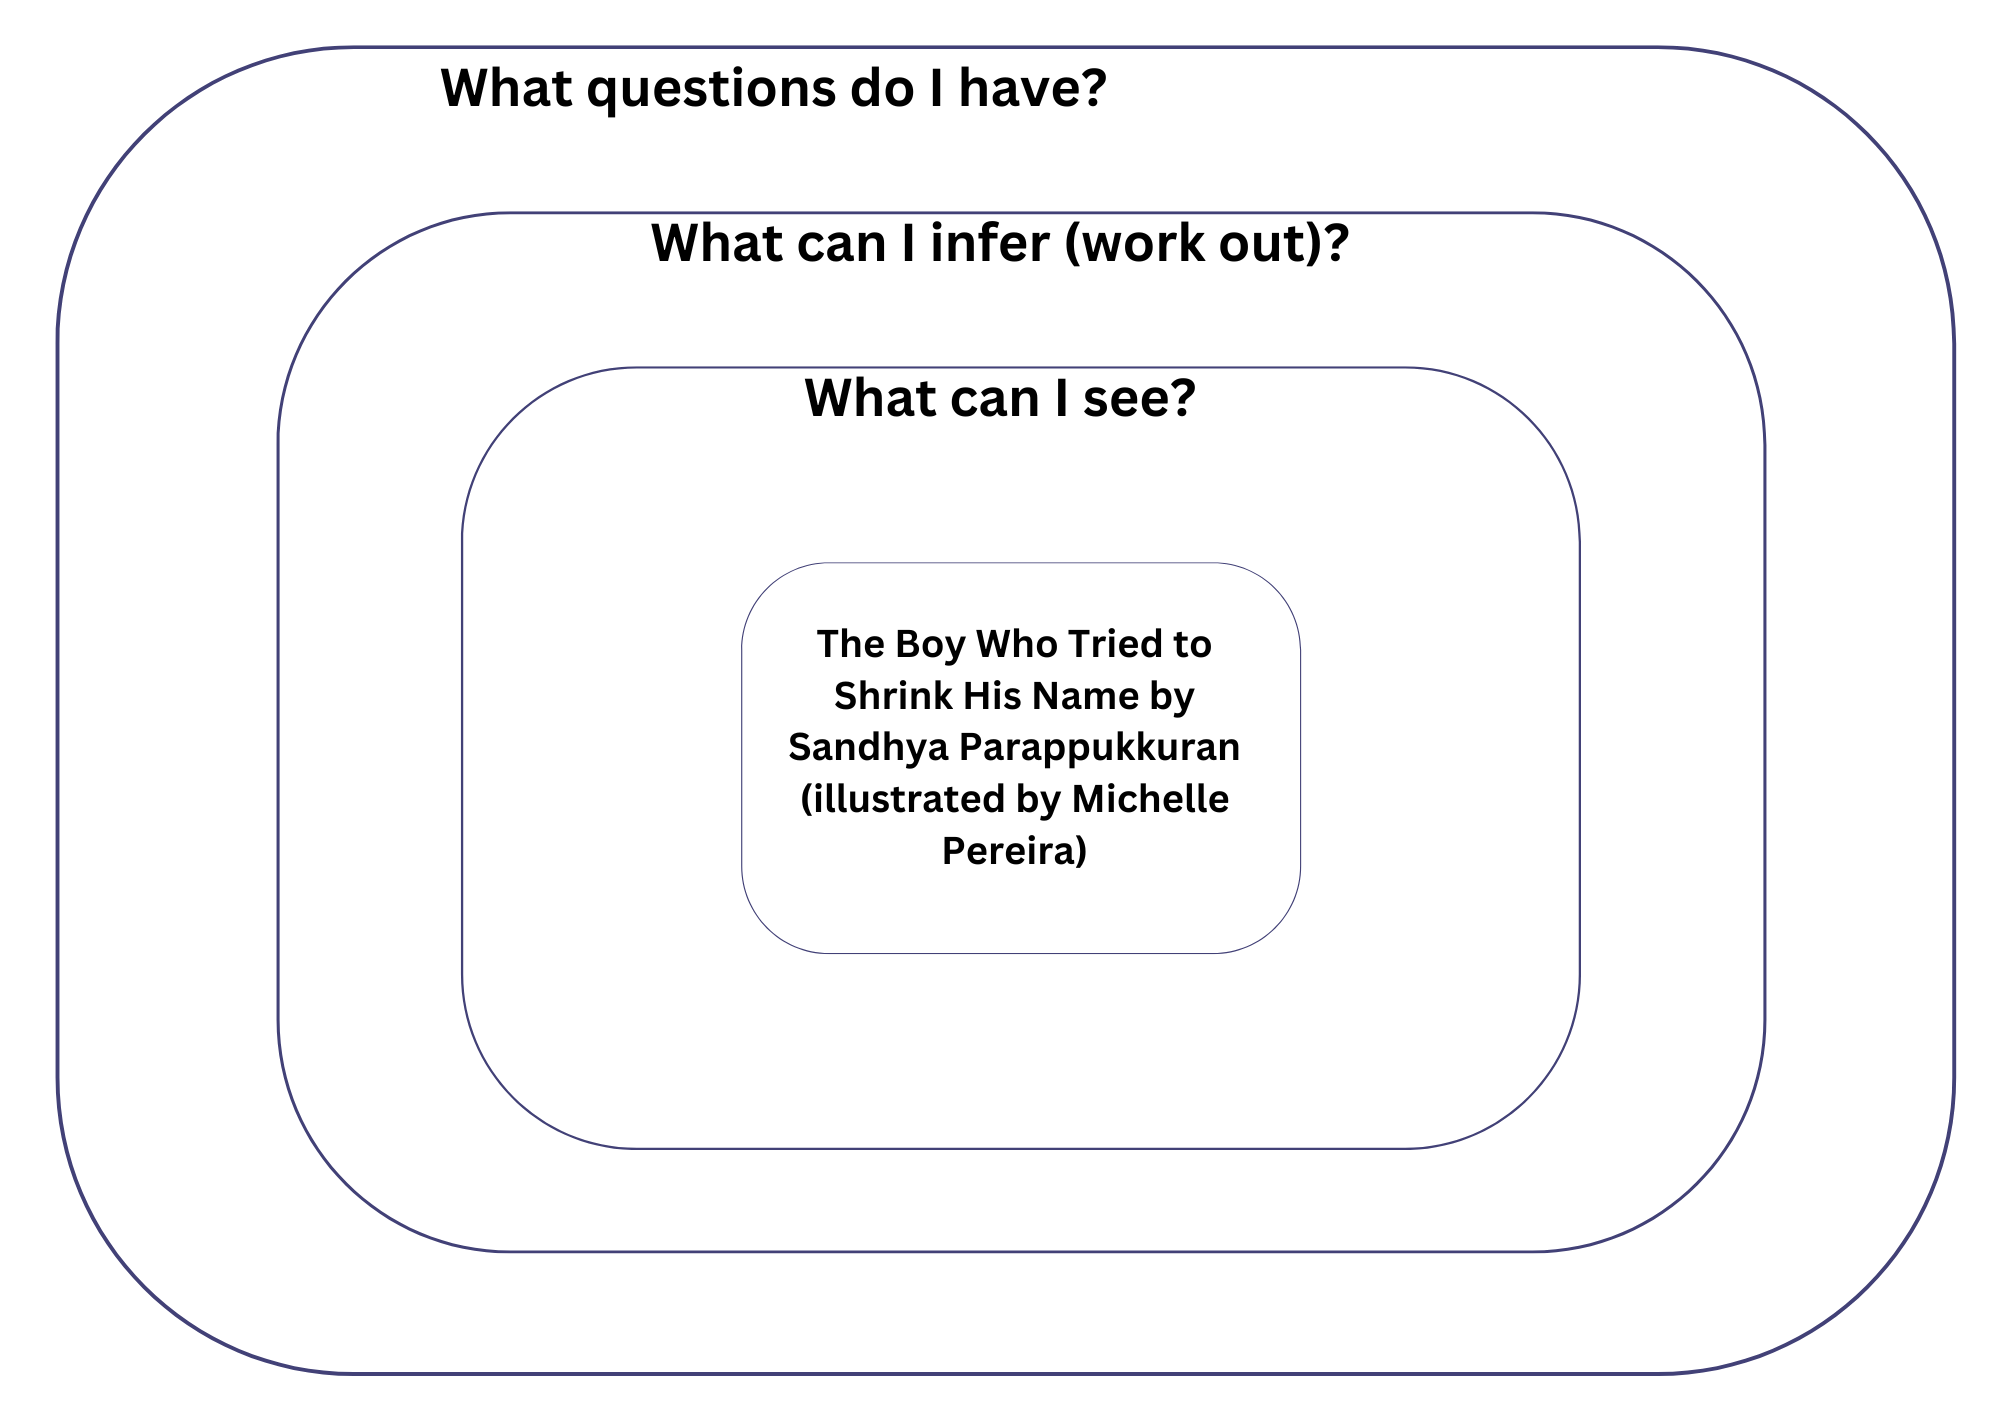 What questions do I have?
What can I infer (work out)?
What can I see?
The Boy Who Tried to
Shrink His Name by
Sandhya Parappukkuran
(illustrated by Michelle
Pereira)